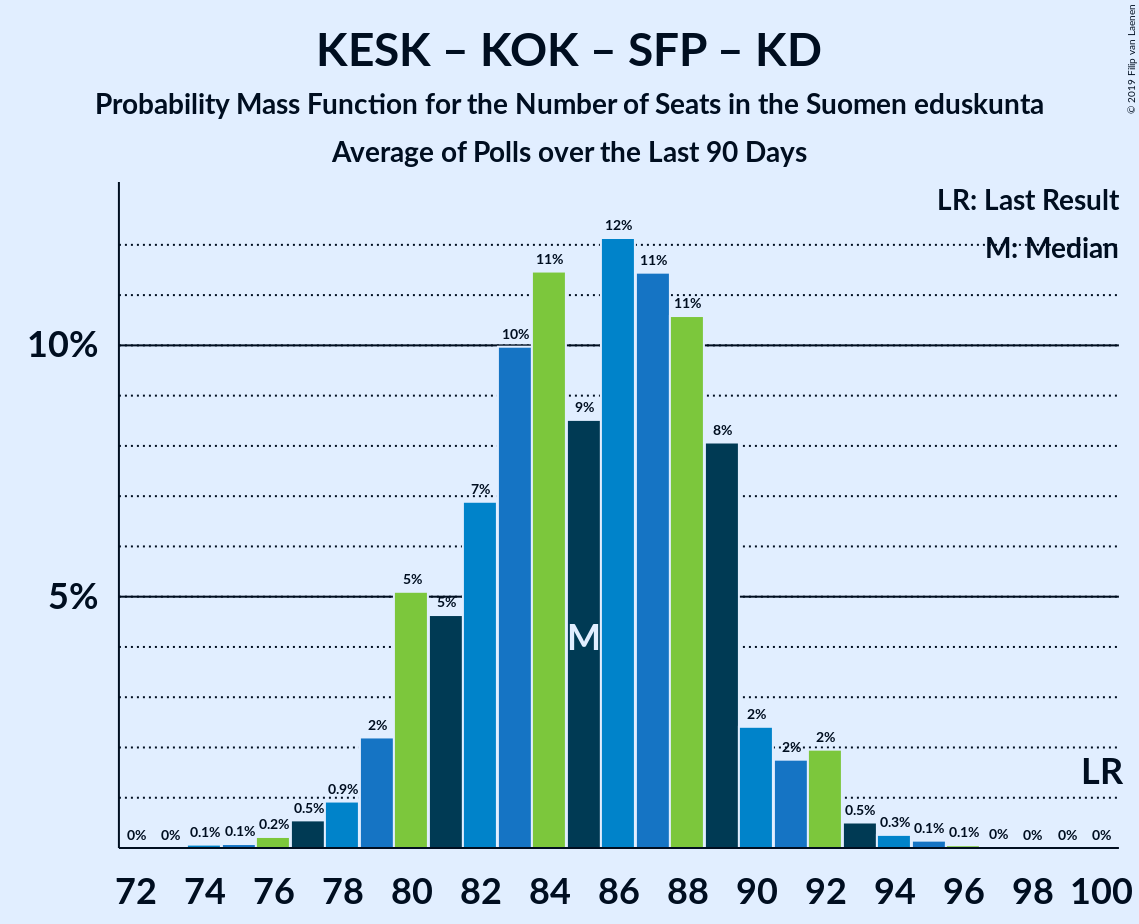 © 2019 Filip van Laenen
KESK – KOK – SFP – KD
Probability Mass Function for the Number of Seats in the Suomen eduskunta
Average of Polls over the Last 90 Days
LR: Last Result
M: Median
10%
5%
0% 0% 0.1% 0.1% 0.2% 0.5% 0.9% 2% 5% 5% 7% 10% 11% 9% 12% 11% 11% 8% 2% 2% 2% 0.5% 0.3% 0.1% 0.1% 0% 0% 0% 0%
M
LR
72 74 76 78 80 82 84 86 88 90 92 94 96 98 100